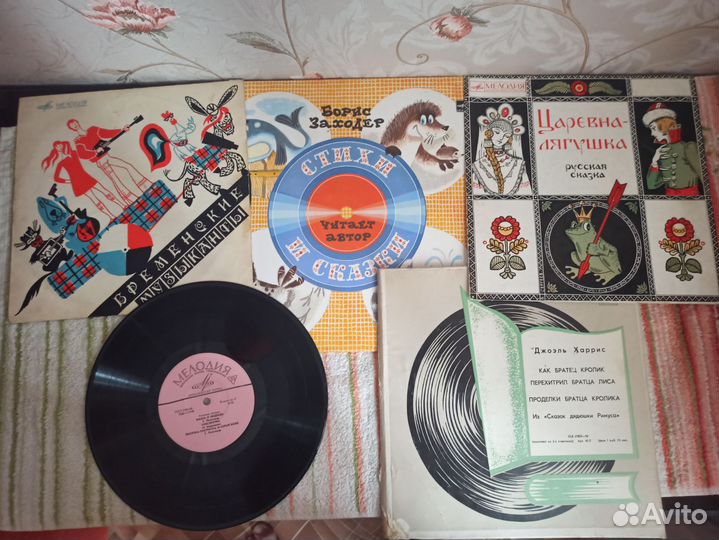 МЕЛОДИЯ
БРЕМЕНСКИЕ
МУЗЫКАНТЫ
Борис
Заходер
СТИХИ
Читает
автор
И СКАЗКИ
МЕЛОДИЯ
Царевна-
лягушка
русская
сказка
МЕЛОДИЯ
Джоэль Харрис
КАК БРАТЕЦ КРОЛИК
ПЕРЕХИТРИЛ БРАТЦА ЛИСА
ПРОДЕЛКИ БРАТЦА КРОЛИКА
Из «Сказок дядюшки Римуса»
Avito